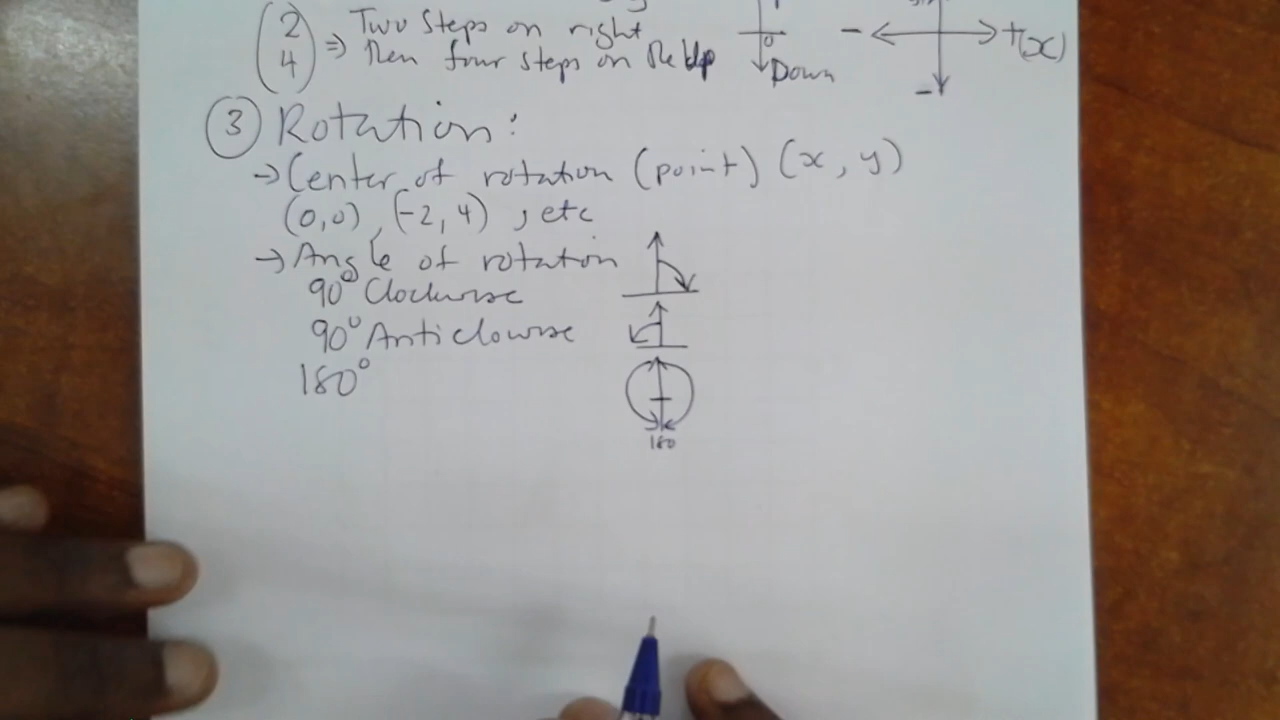 (2 4) ⇒ Two steps on right
then four steps on the Up
0
Down
- +(x)
-
③ Rotation:
→ Center of rotation (point) (x, y)
(0,0), (-2, 4), etc
→ Angle of rotation
90° Clockwise
90° Anticlowise
180°
180